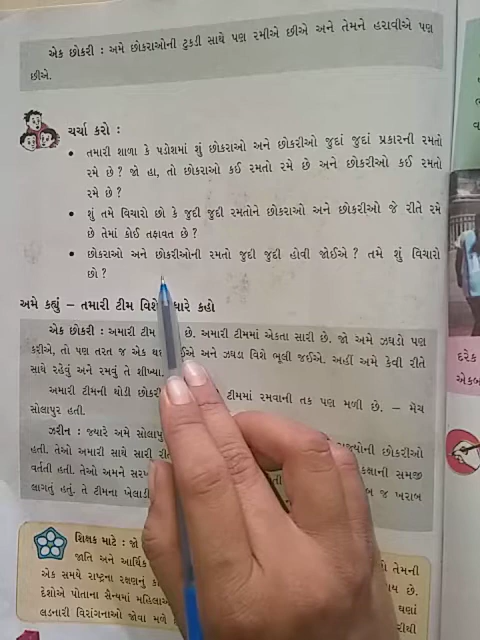 એક છોકરી : અમે છોકરાઓની ટુકડી સાથે પણ રમીએ છીએ અને તેમને હરાવીએ પણ
છીએ.
ચર્ચા કરો :
• તમારી શાળા કે પડોશમાં શું છોકરાઓ અને છોકરીઓ જુદાં જુદાં પ્રકારની રમતો
રમે છે ? જો હા, તો છોકરાઓ કઈ રમતો રમે છે અને છોકરીઓ કઈ રમતો
રમે છે ?
• શું તમે વિચારો છો કે જુદી જુદી રમતોને છોકરાઓ અને છોકરીઓ જે રીતે રમે
છે તેમાં કોઈ તફાવત છે ?
• છોકરાઓ અને છોકરીઓની રમતો જુદી જુદી હોવી જોઈએ ? તમે શું વિચારો
છો ?
અમે કહ્યું – તમારી ટીમ વિશે કહો
એક છોકરી : અમારી ટીમ છે. અમારી ટીમમાં એકતા સારી છે. જો અમે ઝઘડો પણ
કરીએ, તો પણ તરત જ એક અને ઝઘડા વિશે ભૂલી જઈએ. અહીં અમે કેવી રીતે
સાથે રહેવું અને રમવું તે શીખ્યા.
અમારી ટીમની થોડી ટીમમાં રમવાની તક પણ મળી છે. – મૅચ
સોલાપુર હતી.
ઝરીન : જ્યારે અમે છોકરીઓ
હતી. તેઓ અમારી સાથે સારી સમજી
વર્તતી હતી. તેઓ અમને જ ખરાબ
લાગતું હતું. તે ટીમના
શિક્ષક માટે : જો તેમની
જાતિ અને આર્થિક છે.
એક સમયે રાષ્ટ્રના રક્ષણનું ઘણાં
દેશોએ પોતાના સૈન્યમાં
લડનારી વિરાંગનાઓ જોવા મળે
દરેક
એકબ